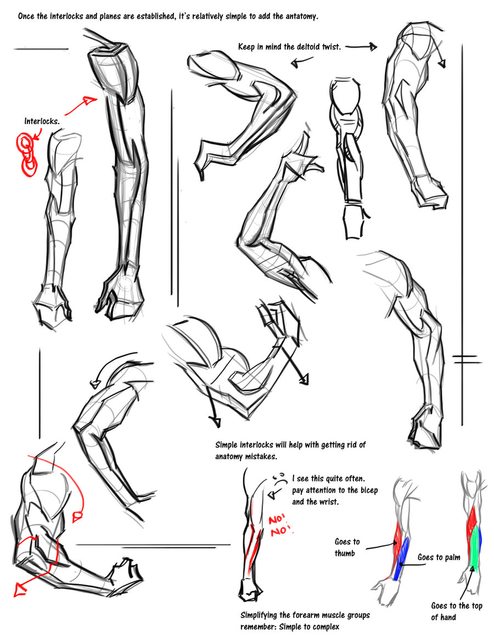 Once the interlocks and planes are established, it's relatively simple to add the antatomy.
Keep in mind the deltoid twist.
Interlocks.
Simple interlocks will help with getting rid of
anatomy mistakes.
I see this quite often.
pay attention to the bicep
and the wrist.
NO!
NO!
Goes to
thumb
Goes to palm
Goes to the top
of hand
Simplifying the forearm muscle groups
remember: Simple to complex